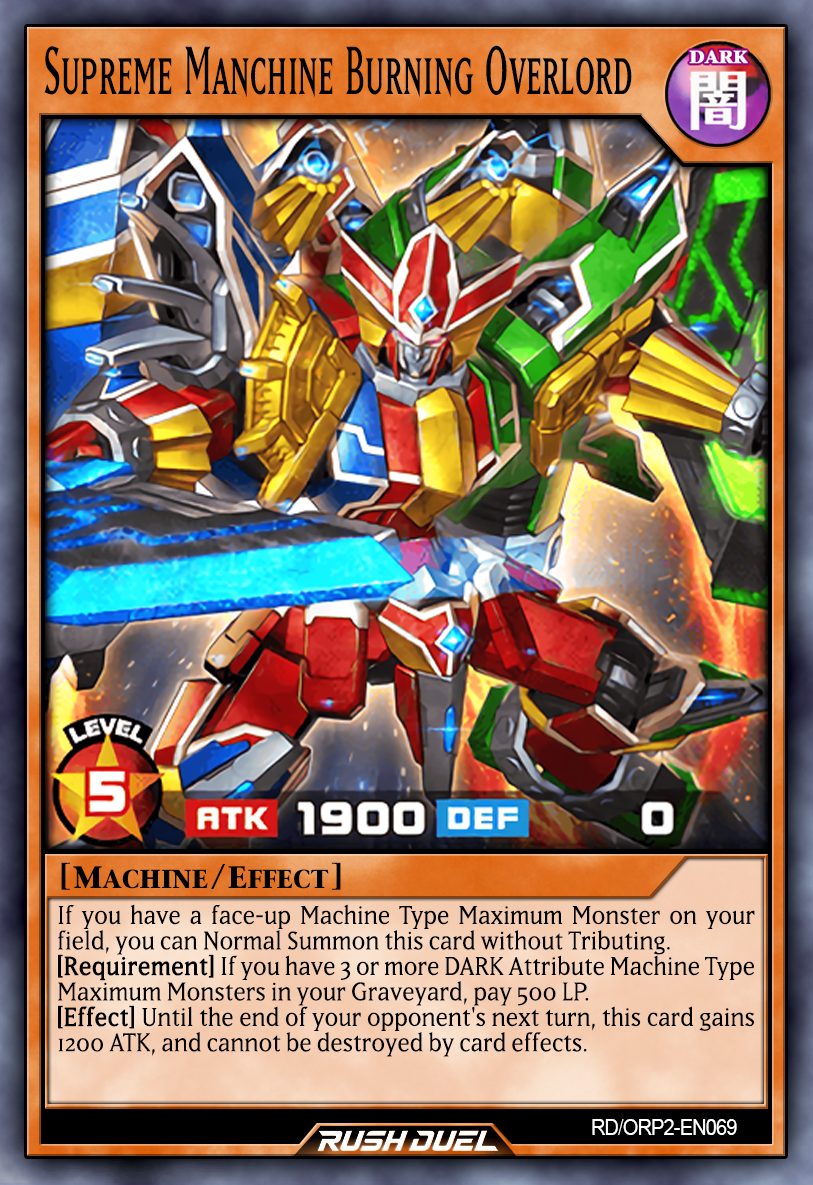 Supreme Manchine Burning Overlord
DARK
闇
LEVEL
5
ATK 1900 DEF 0
[Machine/Effect]
If you have a face-up Machine Type Maximum Monster on your
field, you can Normal Summon this card without Tributing.
[Requirement] If you have 3 or more DARK Attribute Machine Type
Maximum Monsters in your Graveyard, pay 500 LP.
[Effect] Until the end of your opponent's next turn, this card gains
1200 ATK, and cannot be destroyed by card effects.
RD/ORP2-EN069
RUSH DUEL